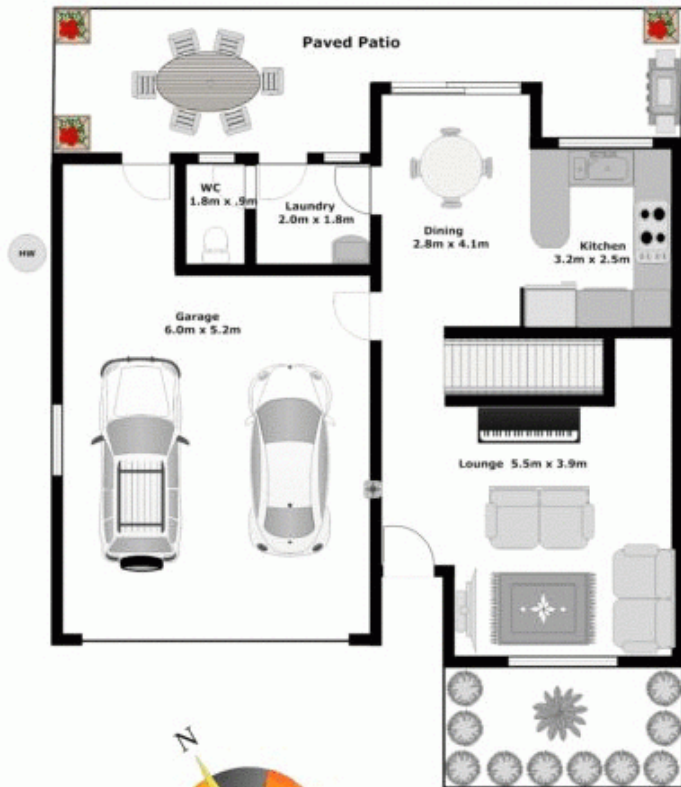 Paved Patio
WC
1.8m x .9m
Laundry
2.0m x 1.8m
Dining
2.8m x 4.1m
Kitchen
3.2m x 2.5m
HW
Garage
6.0m x 5.2m
Lounge 5.5m x 3.9m
N